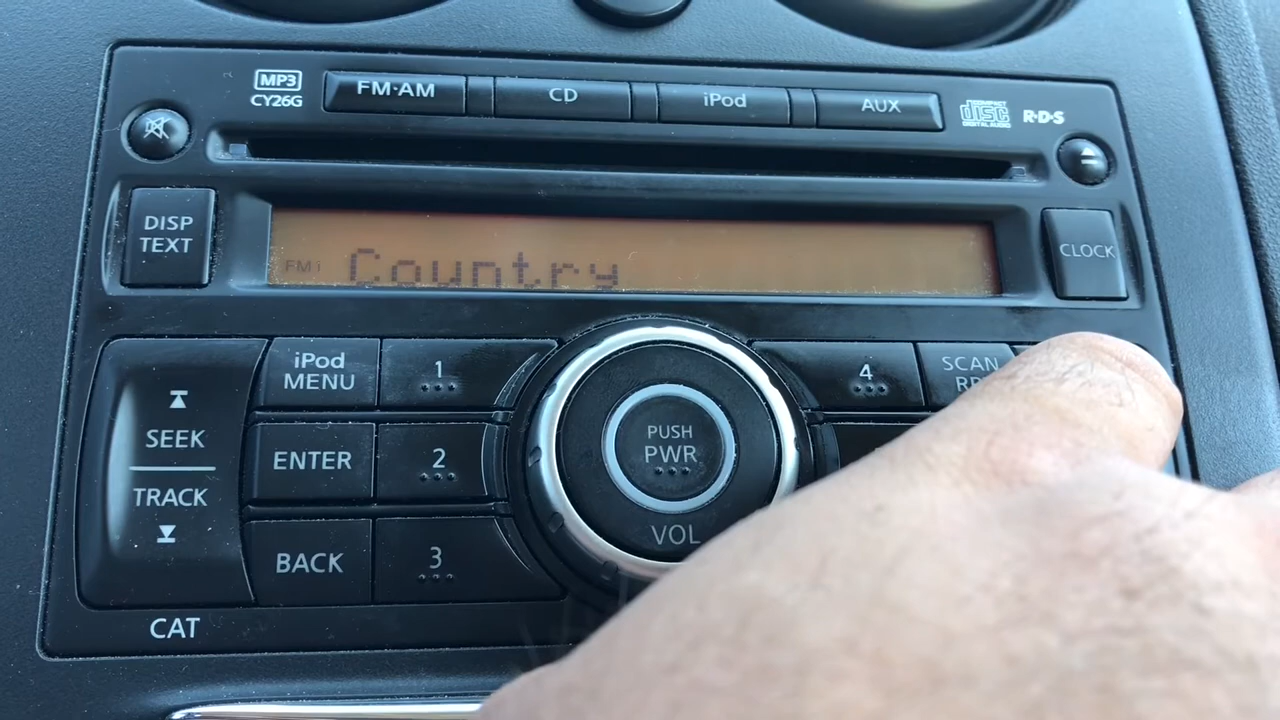 MP3
CY26G
FM·AM
CD
iPod
AUX
COMPACT
disc
DIGITAL AUDIO
R·D·S
DISP
TEXT
CLOCK
FM
Country
SEEK
TRACK
CAT
iPod
MENU
ENTER
BACK
1
2
3
PUSH
PWR
VOL
4
SCAN